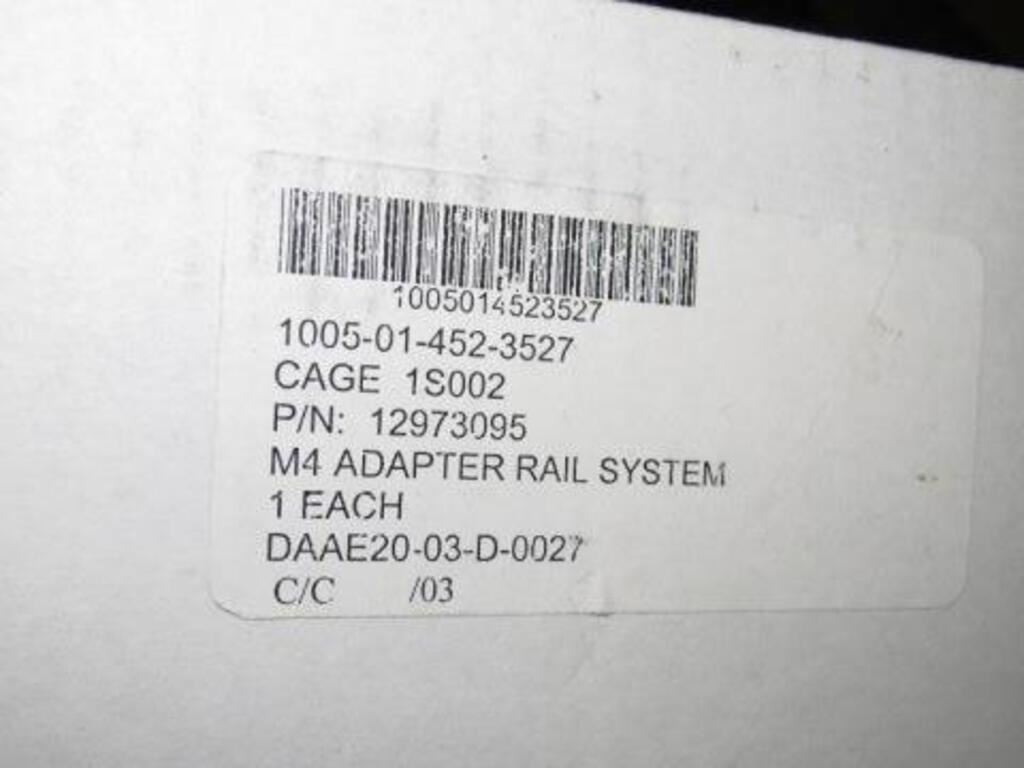 1005014523527
1005-01-452-3527
CAGE 1S002
P/N: 12973095
M4 ADAPTER RAIL SYSTEM
1 EACH
DAAE20-03-D-0027
C/C /03